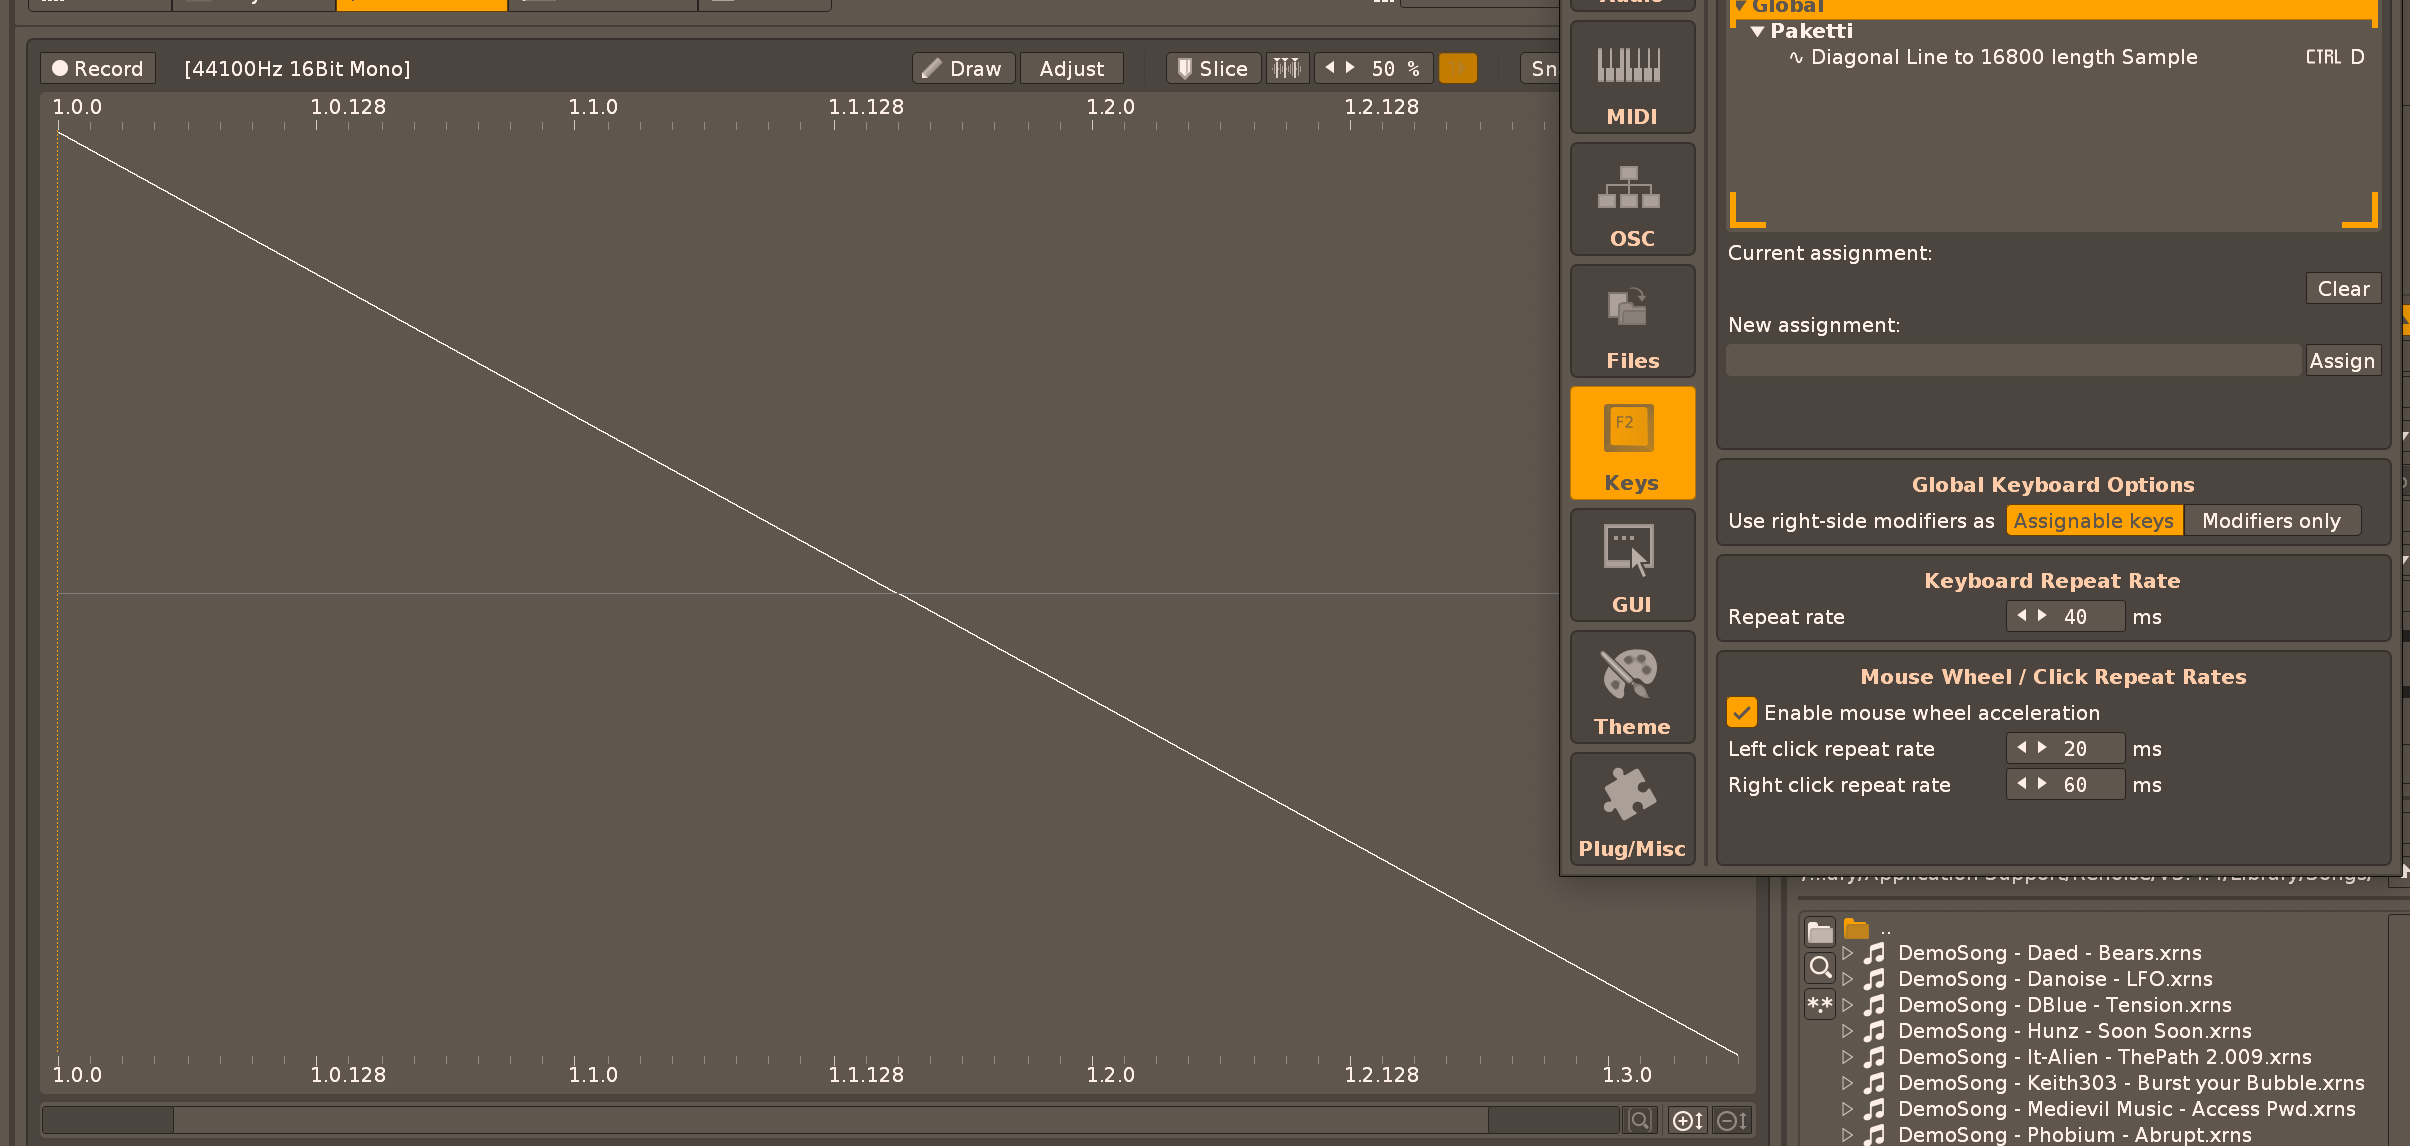 Record
[44100Hz 16Bit Mono]
Draw
Adjust
Slice
50 %
Sn
1.0.0
1.0.128
1.1.0
1.1.128
1.2.0
1.2.128
1.0.0
1.0.128
1.1.0
1.1.128
1.2.0
1.2.128
1.3.0
Audio
MIDI
OSC
Files
F2
Keys
GUI
Theme
Plug/Misc
Global
Paketti
∿ Diagonal Line to 16800 length Sample CTRL D
Current assignment:
Clear
New assignment:
Assign
Global Keyboard Options
Use right-side modifiers as Assignable keys Modifiers only
Keyboard Repeat Rate
Repeat rate 40 ms
Mouse Wheel / Click Repeat Rates
Enable mouse wheel acceleration
Left click repeat rate 20 ms
Right click repeat rate 60 ms
..
DemoSong - Daed - Bears.xrns
DemoSong - Danoise - LFO.xrns
DemoSong - DBlue - Tension.xrns
DemoSong - Hunz - Soon Soon.xrns
DemoSong - It-Alien - ThePath 2.009.xrns
DemoSong - Keith303 - Burst your Bubble.xrns
DemoSong - Medievil Music - Access Pwd.xrns
DemoSong - Phobium - Abrupt.xrns